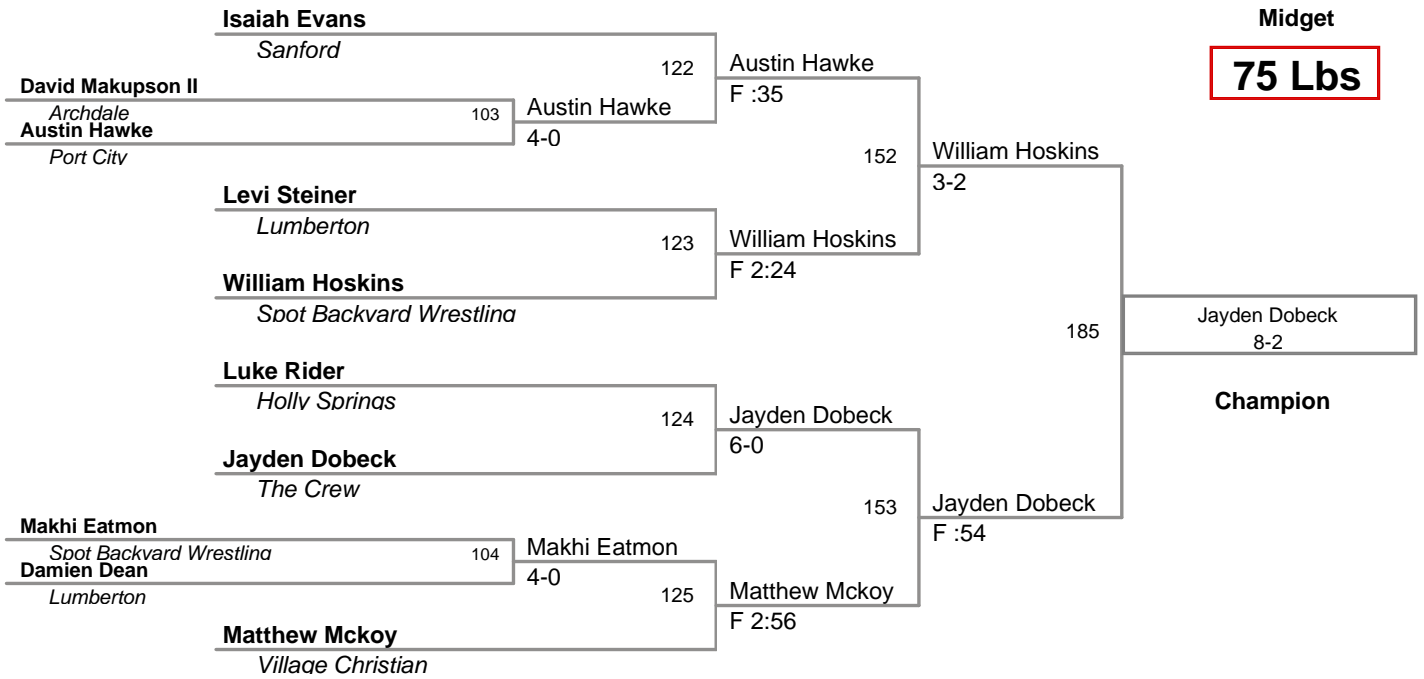 Isaiah Evans
Sanford
Midget
75 Lbs
122
Austin Hawke
F :35
David Makupson II
Archdale
103
Austin Hawke
4-0
Austin Hawke
Port City
152
William Hoskins
3-2
Levi Steiner
Lumberton
123
William Hoskins
F 2:24
William Hoskins
Spot Backyard Wrestling
185
Jayden Dobeck
8-2
Champion
Luke Rider
Holly Springs
124
Jayden Dobeck
6-0
Jayden Dobeck
The Crew
153
Jayden Dobeck
F :54
Makhi Eatmon
Spot Backyard Wrestling
104
Makhi Eatmon
4-0
Damien Dean
Lumberton
125
Matthew Mckoy
F 2:56
Matthew Mckoy
Village Christian